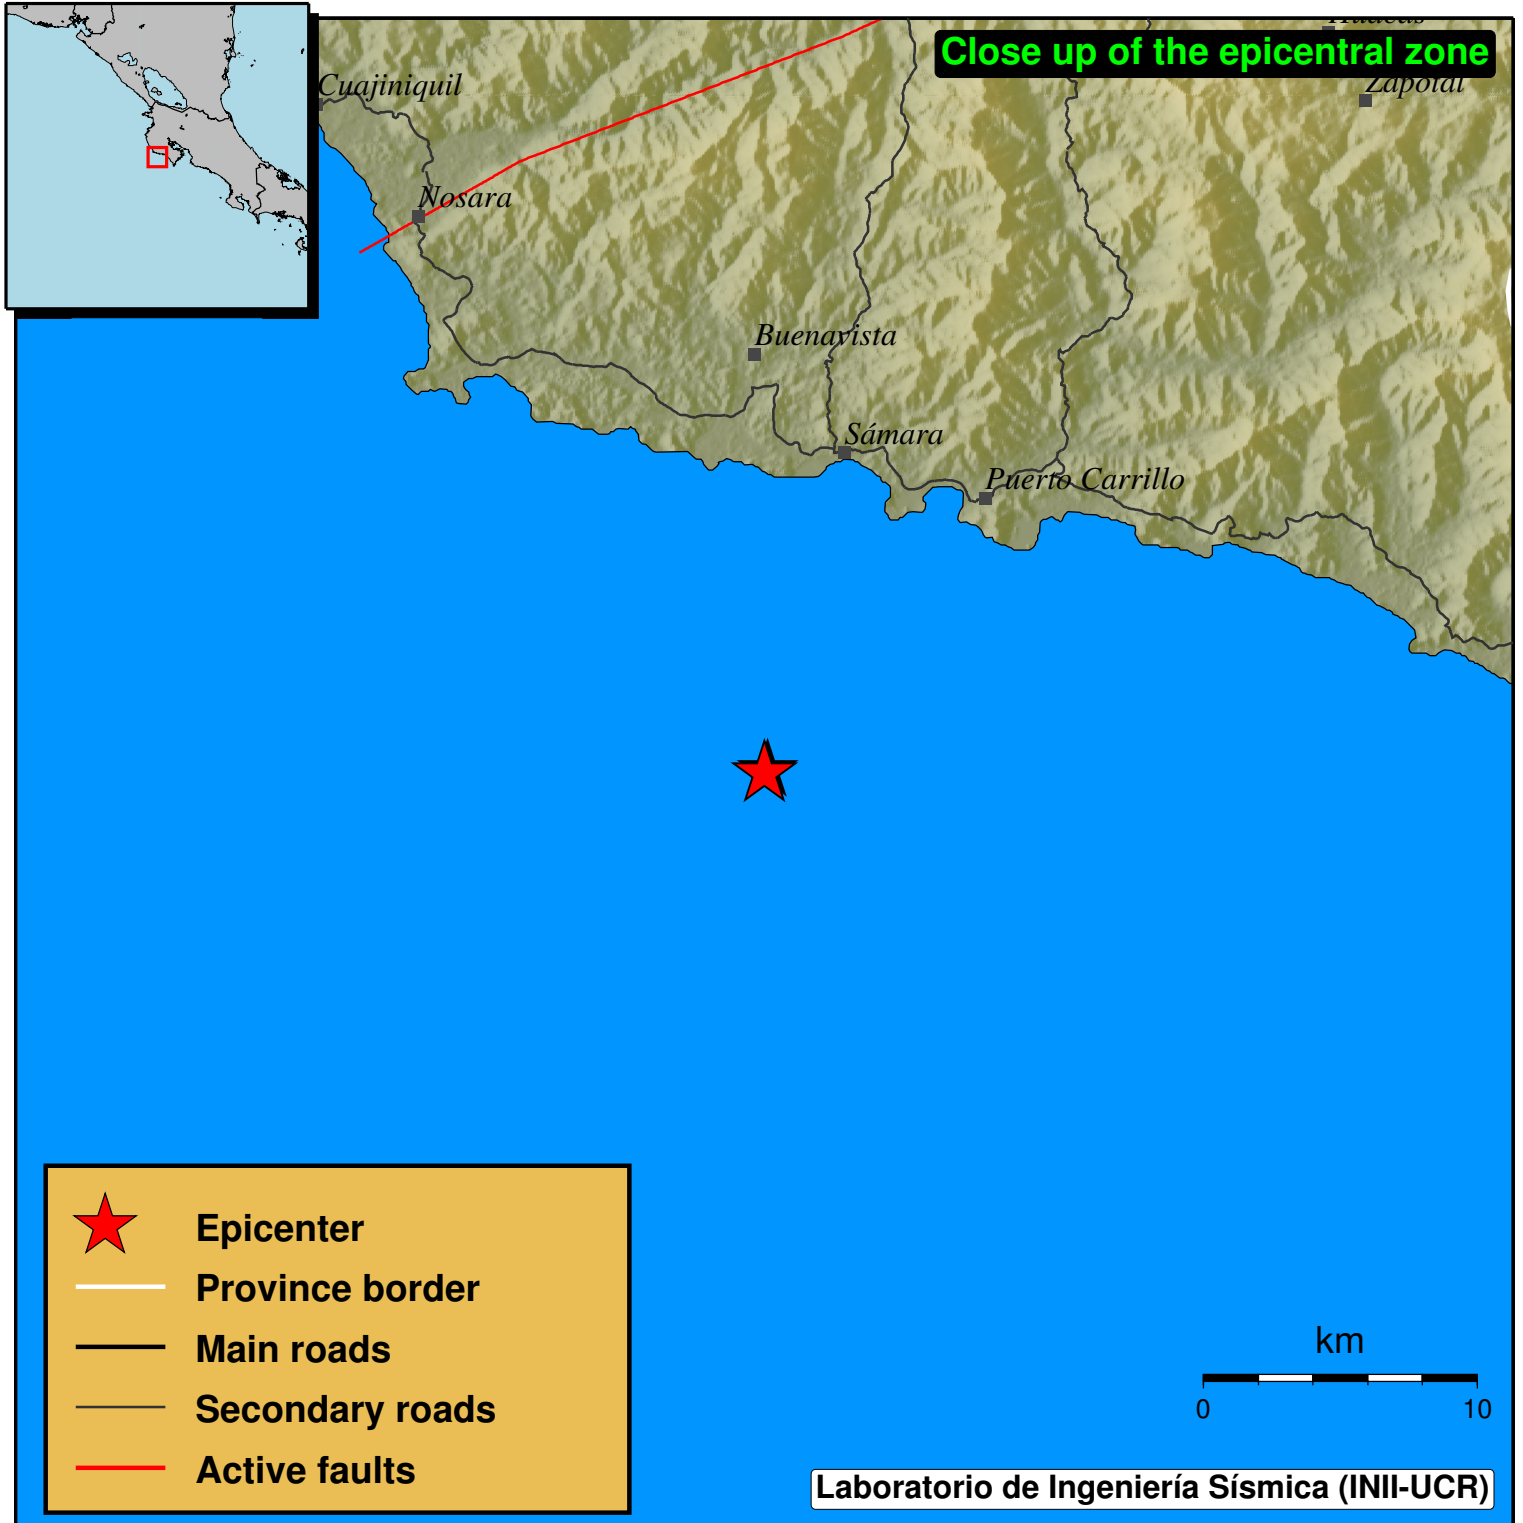 Close up of the epicentral zone
Cuajiniquil
Zapotal
Nosara
Buenavista
Sámara
Puerto Carrillo
Epicenter
Province border
Main roads
Secondary roads
Active faults
km
0 10
Laboratorio de Ingeniería Sísmica (INII-UCR)